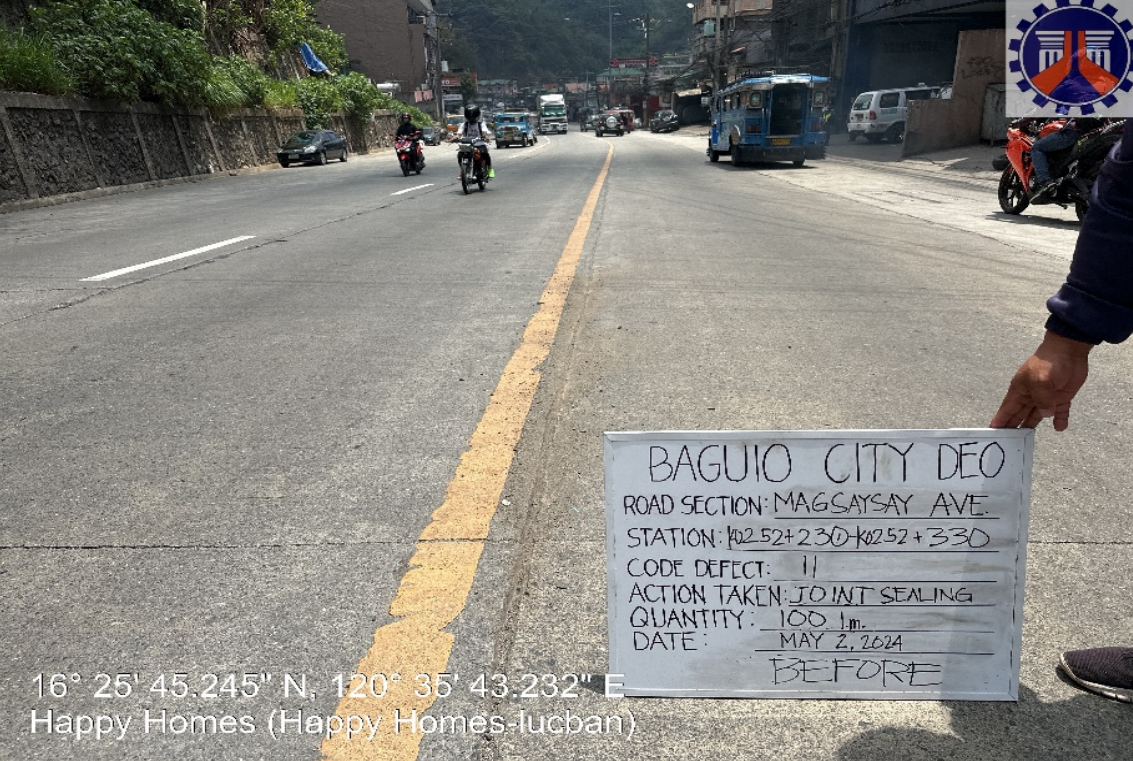 BAGUIO CITY DEO
ROAD SECTION: MAGSAYSAY AVE.
STATION: K0252+230-K0252+330
CODE DEFECT: 11
ACTION TAKEN: JOINT SEALING
QUANTITY: 100 l.m.
DATE: MAY 2, 2024
BEFORE
16° 25' 45.245" N, 120° 35' 43.232" E
Happy Homes (Happy Homes-lucban)